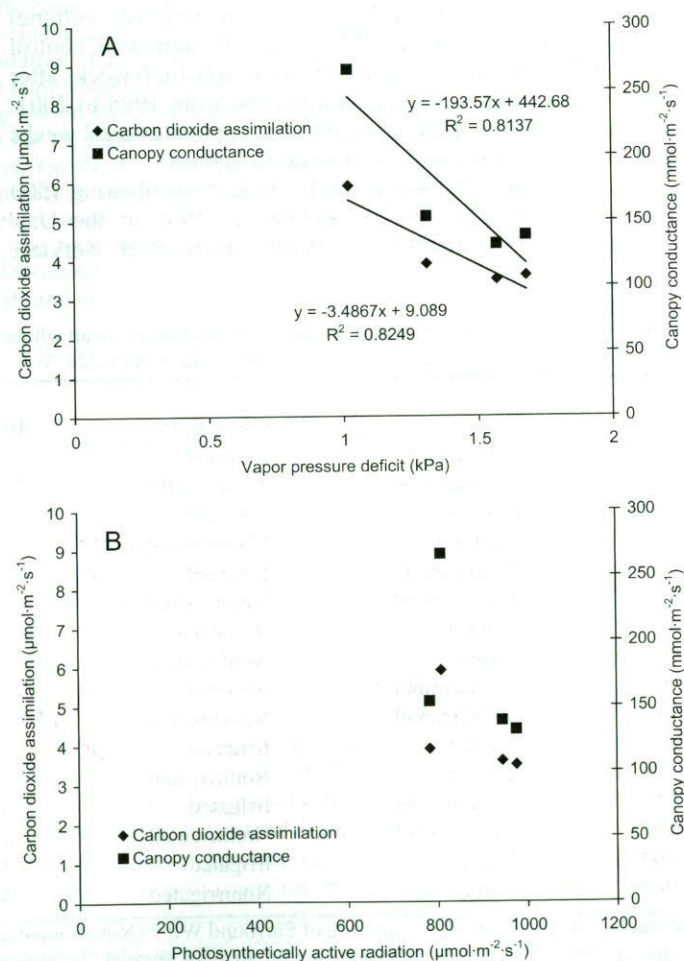 A
Carbon dioxide assimilation (µmol·m⁻²·s⁻¹)
10
9
8
7
6
5
4
3
2
1
0
◆ Carbon dioxide assimilation
■ Canopy conductance
y = -193.57x + 442.68
R² = 0.8137
y = -3.4867x + 9.089
R² = 0.8249
300
250
200
150
100
50
0
Canopy conductance (mmol·m⁻²·s⁻¹)
0 0.5 1 1.5 2
Vapor pressure deficit (kPa)
B
Carbon dioxide assimilation (µmol·m⁻²·s⁻¹)
10
9
8
7
6
5
4
3
2
1
0
◆ Carbon dioxide assimilation
■ Canopy conductance
300
250
200
150
100
50
0
Canopy conductance (mmol·m⁻²·s⁻¹)
0 200 400 600 800 1000 1200
Photosynthetically active radiation (µmol·m⁻²·s⁻¹)